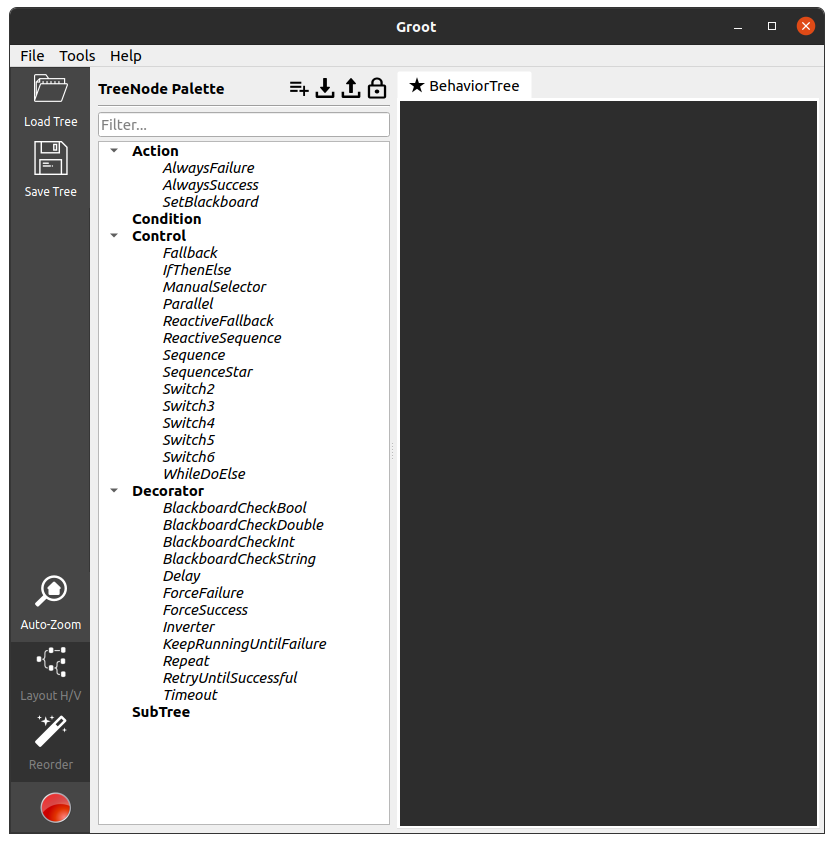 Groot
File Tools Help
Load Tree
Save Tree
Auto-Zoom
Layout H/V
Reorder
TreeNode Palette
Filter...
Action
AlwaysFailure
AlwaysSuccess
SetBlackboard
Condition
Control
Fallback
IfThenElse
ManualSelector
Parallel
ReactiveFallback
ReactiveSequence
Sequence
SequenceStar
Switch2
Switch3
Switch4
Switch5
Switch6
WhileDoElse
Decorator
BlackboardCheckBool
BlackboardCheckDouble
BlackboardCheckInt
BlackboardCheckString
Delay
ForceFailure
ForceSuccess
Inverter
KeepRunningUntilFailure
Repeat
RetryUntilSuccessful
Timeout
SubTree
BehaviorTree